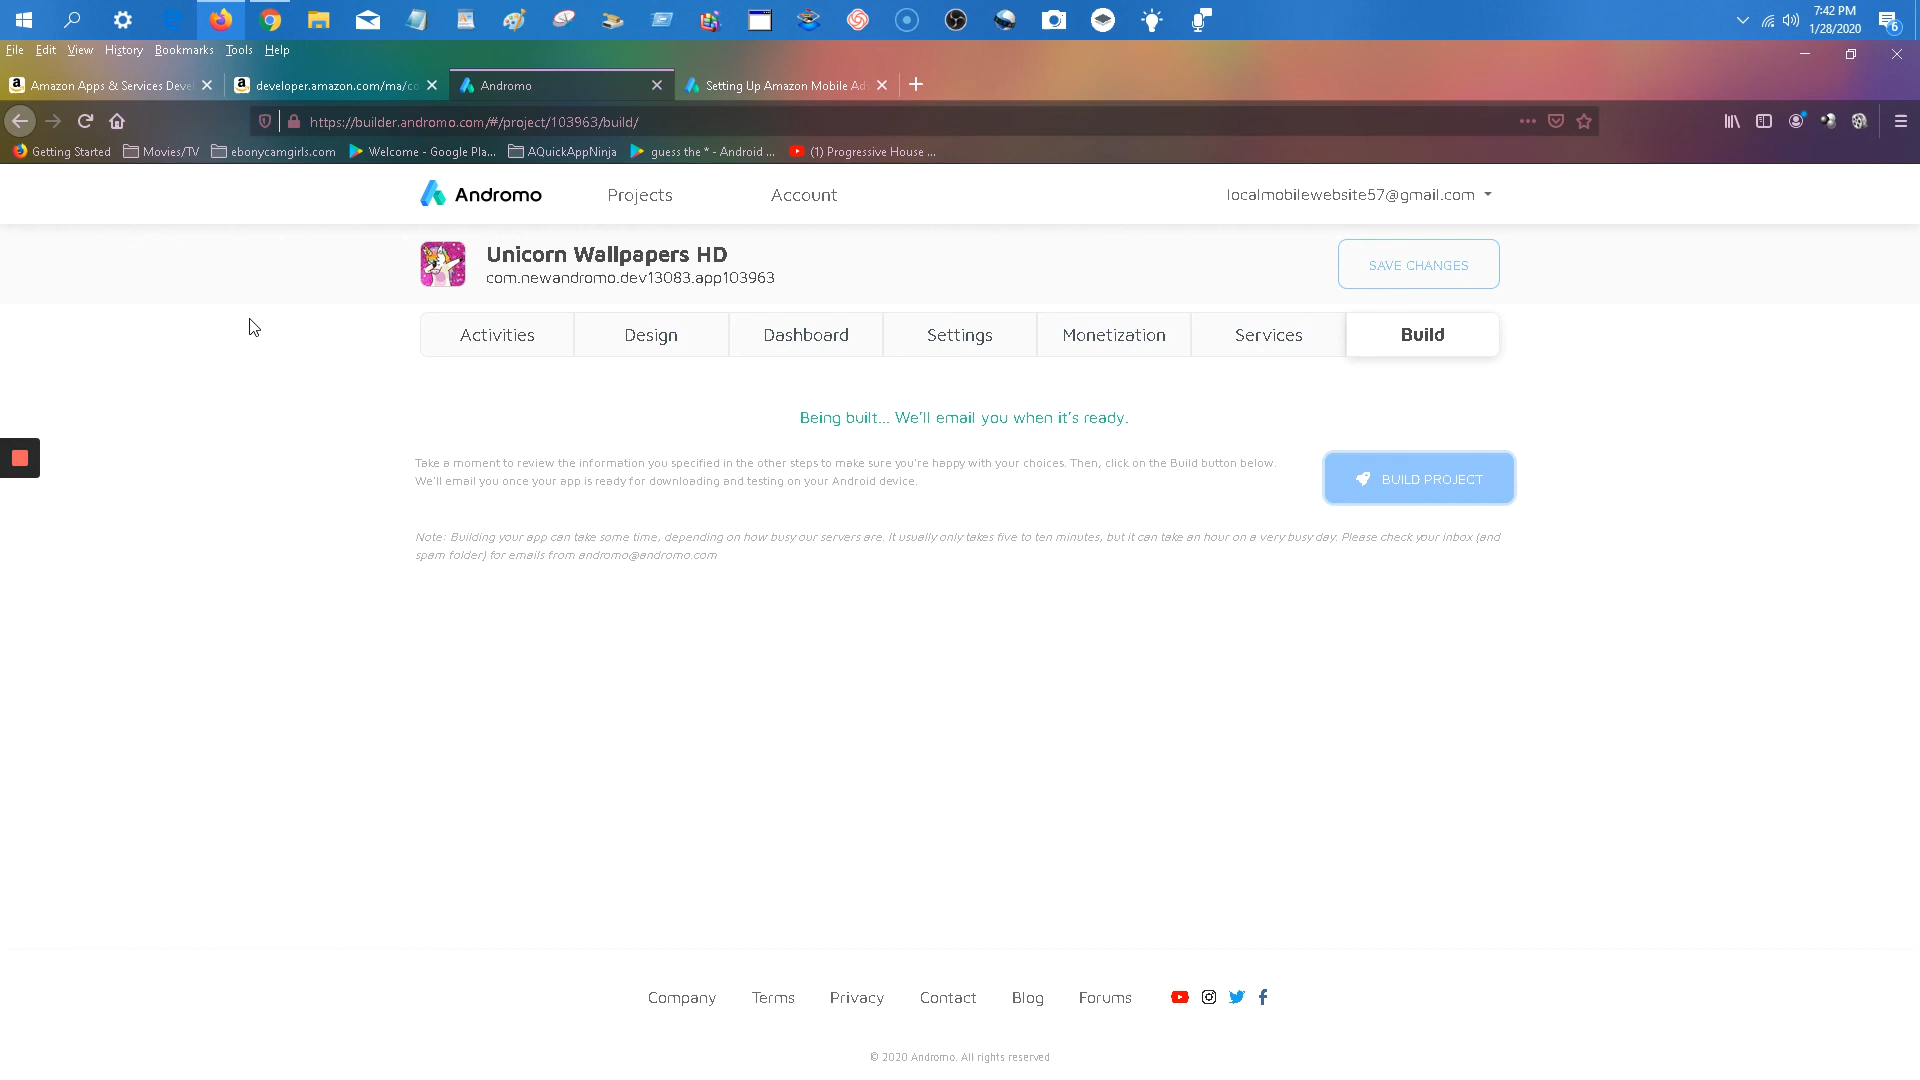 7:42 PM
1/28/2020
6
File Edit View History Bookmarks Tools Help
Amazon Apps & Services Deve
developer.amazon.com/ma/co
Andromo
Setting Up Amazon Mobile Ad
https://builder.andromo.com/#/project/103963/build/
Getting Started Movies/TV ebonycamgirls.com Welcome - Google Pla... AQuickAppNinja guess the * - Android ... (1) Progressive House ...
Andromo Projects Account localmobilewebsite57@gmail.com
Unicorn Wallpapers HD
com.newandromo.dev13083.app103963
SAVE CHANGES
Activities Design Dashboard Settings Monetization Services Build
Being built... We'll email you when it's ready.
Take a moment to review the information you specified in the other steps to make sure you're happy with your choices. Then, click on the Build button below.
We'll email you once your app is ready for downloading and testing on your Android device.
BUILD PROJECT
Note: Building your app can take some time, depending on how busy our servers are. It usually only takes five to ten minutes, but it can take an hour on a very busy day. Please check your inbox (and
spam folder) for emails from andromo@andromo.com
Company Terms Privacy Contact Blog Forums
© 2020 Andromo. All rights reserved